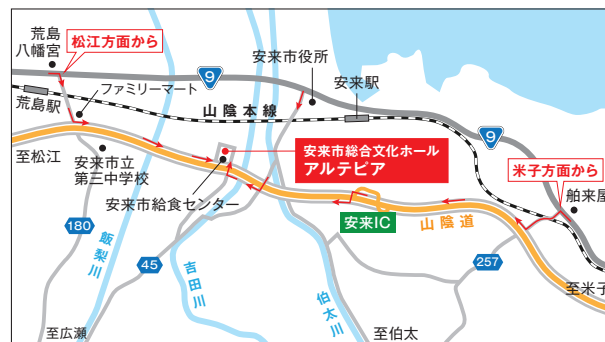 荒島
八幡宮
松江方面から
9
安来市役所
安来駅
ファミリーマート
荒島駅
山陰本線
9
至松江
安来市立
第三中学校
安来市総合文化ホール
アルテピア
米子方面から
舶来屋
安来市給食センター
安来IC
山陰道
180
飯梨川
45
吉田川
257
伯太川
至米子
至広瀬
至伯太